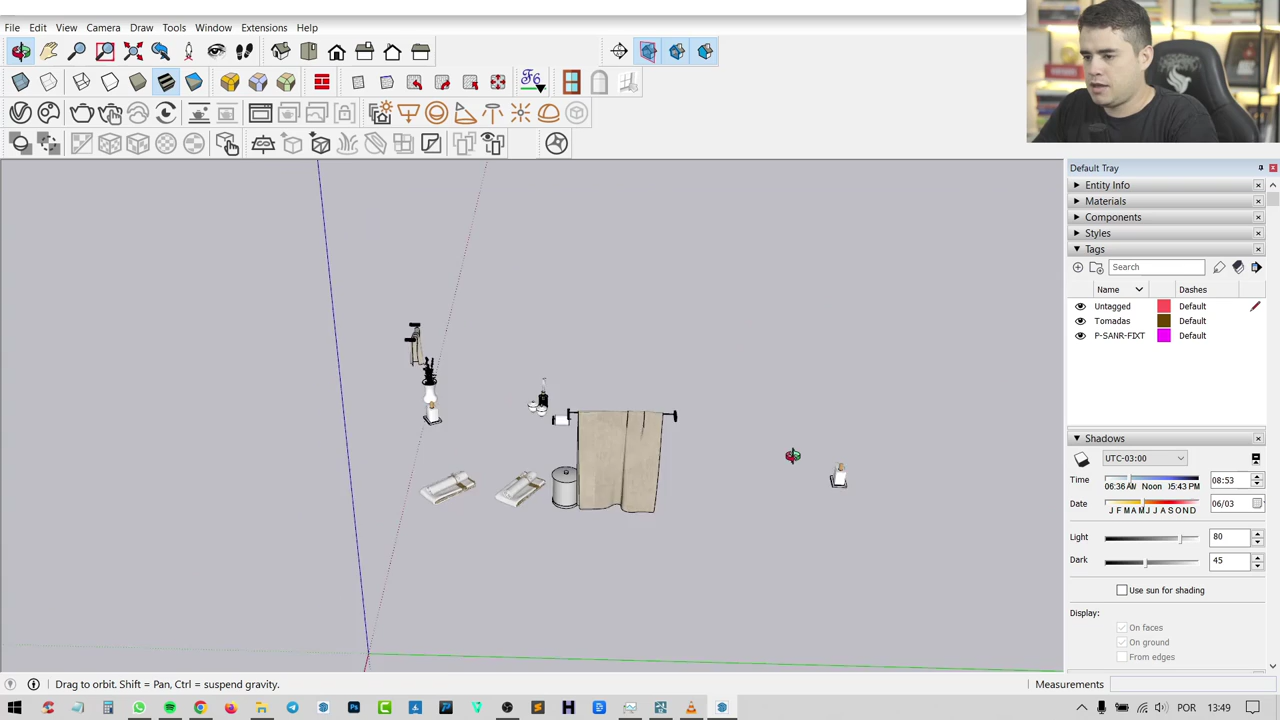 File Edit View Camera Draw Tools Window Extensions Help
F6
Default Tray
Entity Info
Materials
Components
Styles
Tags
Search
Name Dashes
Untagged Default
Tomadas Default
P-SANR-FIXT Default
Shadows
UTC-03:00
Time 08:53
06:36 AM Noon 05:43 PM
Date 06/03
J F M A M J J A S O N D
Light 80
Dark 45
Use sun for shading
Display:
On faces
On ground
From edges
Drag to orbit. Shift = Pan, Ctrl = suspend gravity.
Measurements
POR 13:49